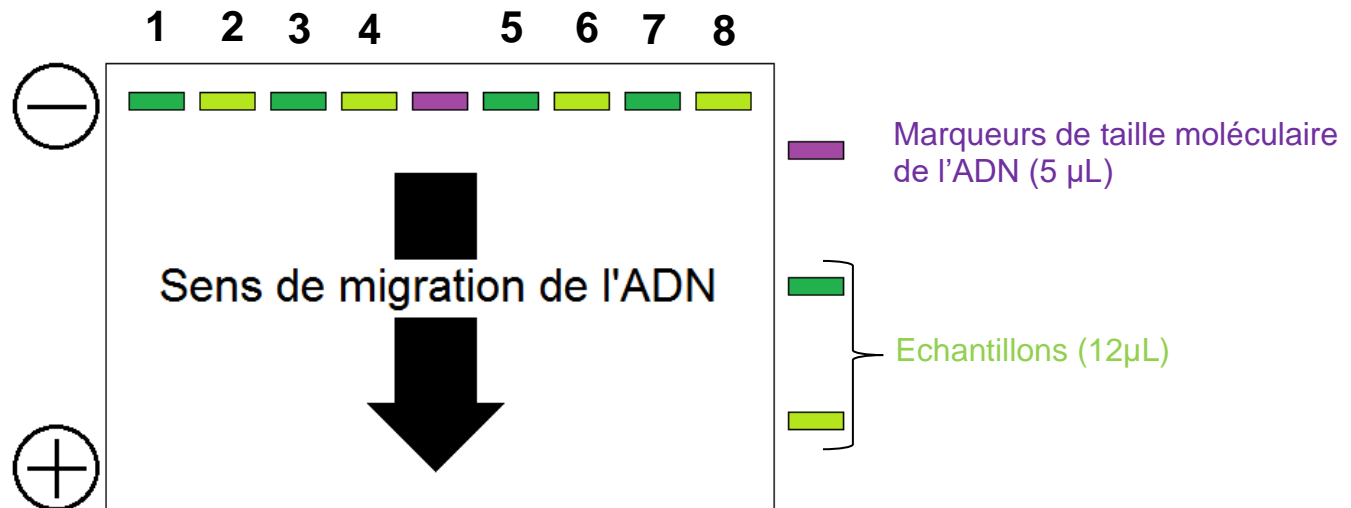 1 2 3 4 5 6 7 8
Marqueurs de taille moléculaire
de l'ADN (5 µL)
Sens de migration de l'ADN
Echantillons (12µL)